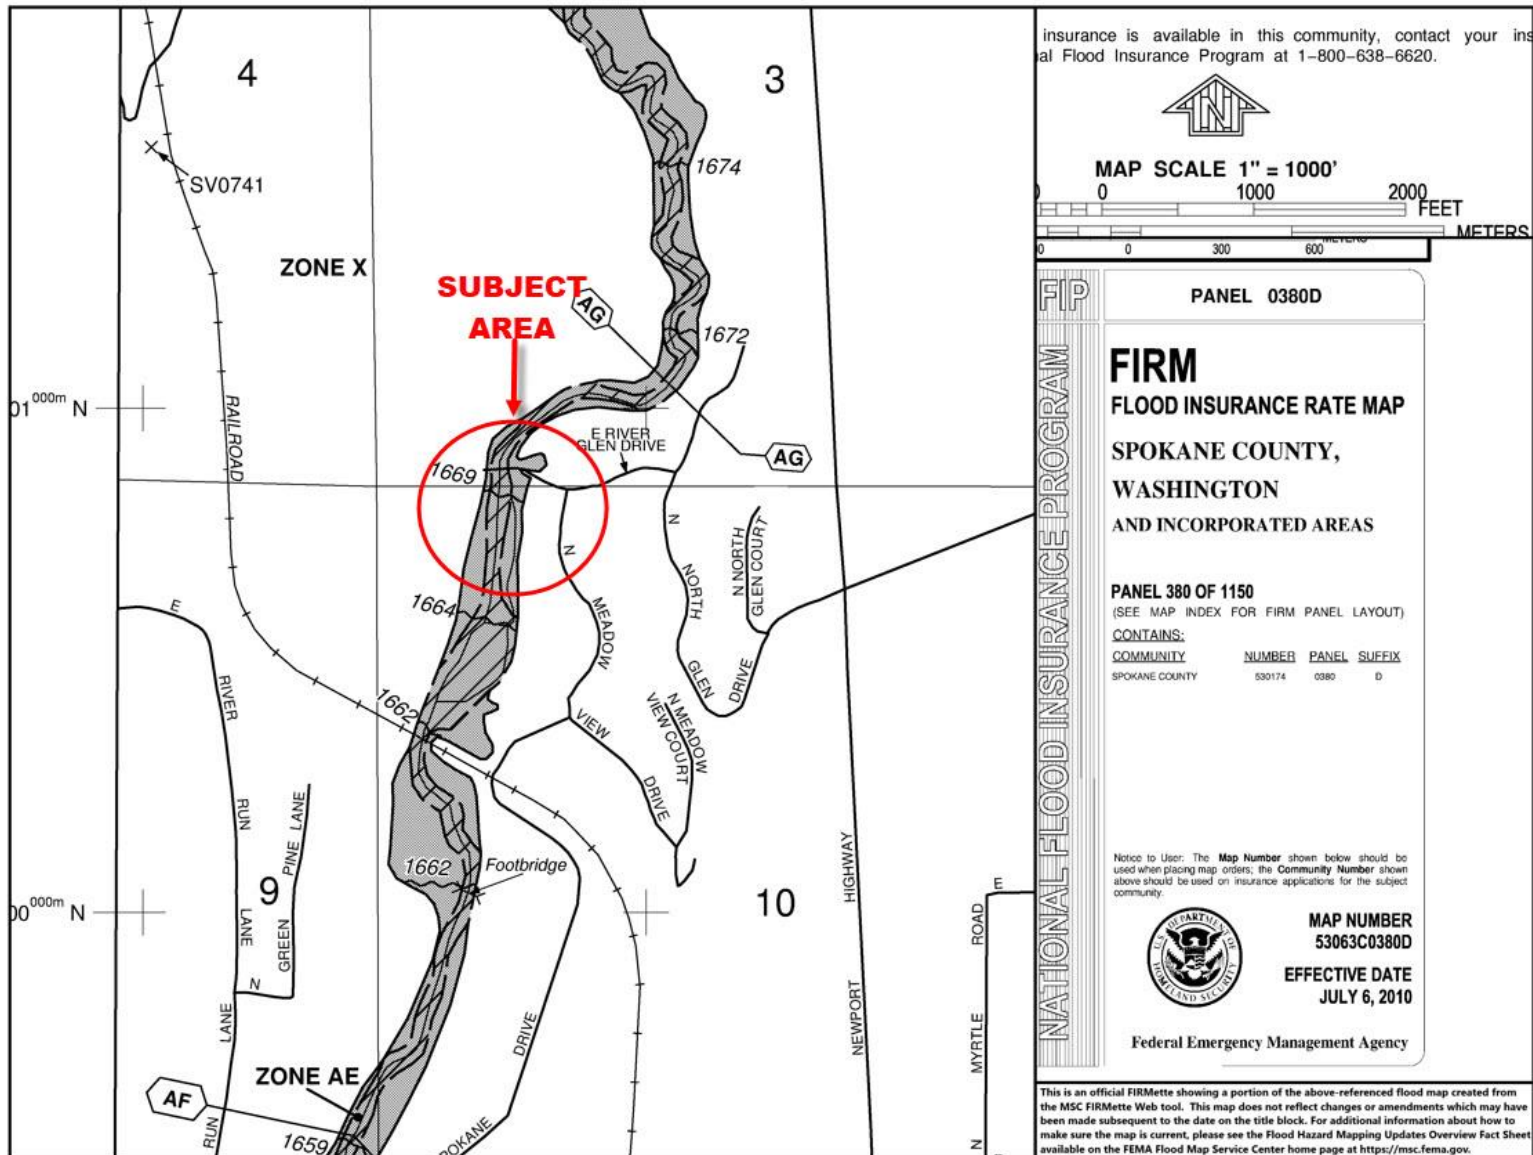 4
3
SV0741
ZONE X
SUBJECT
AREA
AG
1674
1672
01 000m N
RAILROAD
E RIVER
GLEN DRIVE
AG
1669
N
N
N NORTH
GLEN COURT
NORTH
MEADOW
1664
E
GLEN
DRIVE
RIVER
1662
VIEW
N MEADOW
VIEW COURT
DRIVE
RUN
PINE LANE
HIGHWAY
1662
Footbridge
9
10
E
00 000m N
LANE
GREEN
ROAD
N
LANE
DRIVE
NEWPORT
MYRTLE
ZONE AE
AF
RUN
1659
POKANE
N
insurance is available in this community, contact your ins
al Flood Insurance Program at 1-800-638-6620.
N
MAP SCALE 1" = 1000'
0 1000 2000
FEET
METERS
0 300 600
METERS
FIP
NATIONAL FLOOD INSURANCE PROGRAM
PANEL 0380D
FIRM
FLOOD INSURANCE RATE MAP
SPOKANE COUNTY,
WASHINGTON
AND INCORPORATED AREAS
PANEL 380 OF 1150
(SEE MAP INDEX FOR FIRM PANEL LAYOUT)
CONTAINS:
COMMUNITY NUMBER PANEL SUFFIX
SPOKANE COUNTY 530174 0380 D
Notice to User: The Map Number shown below should be
used when placing map orders; the Community Number shown
above should be used on insurance applications for the subject
community.
U.S. DEPARTMENT OF
HOMELAND SECURITY
MAP NUMBER
53063C0380D
EFFECTIVE DATE
JULY 6, 2010
Federal Emergency Management Agency
This is an official FIRMette showing a portion of the above-referenced flood map created from
the MSC FIRMette Web tool. This map does not reflect changes or amendments which may have
been made subsequent to the date on the title block. For additional information about how to
make sure the map is current, please see the Flood Hazard Mapping Updates Overview Fact Sheet
available on the FEMA Flood Map Service Center home page at https://msc.fema.gov.